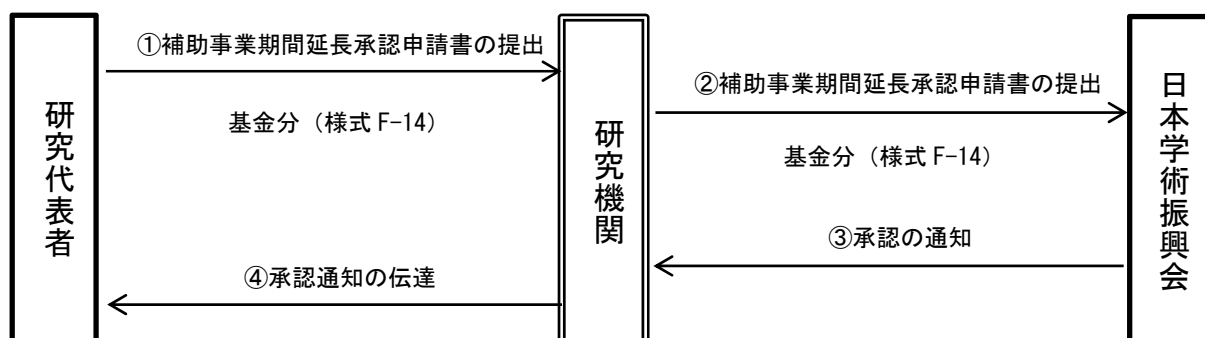 研究代表者
①補助事業期間延長承認申請書の提出
基金分（様式 F-14）
④承認通知の伝達
研究機関
②補助事業期間延長承認申請書の提出
基金分（様式 F-14）
③承認の通知
日本学術振興会